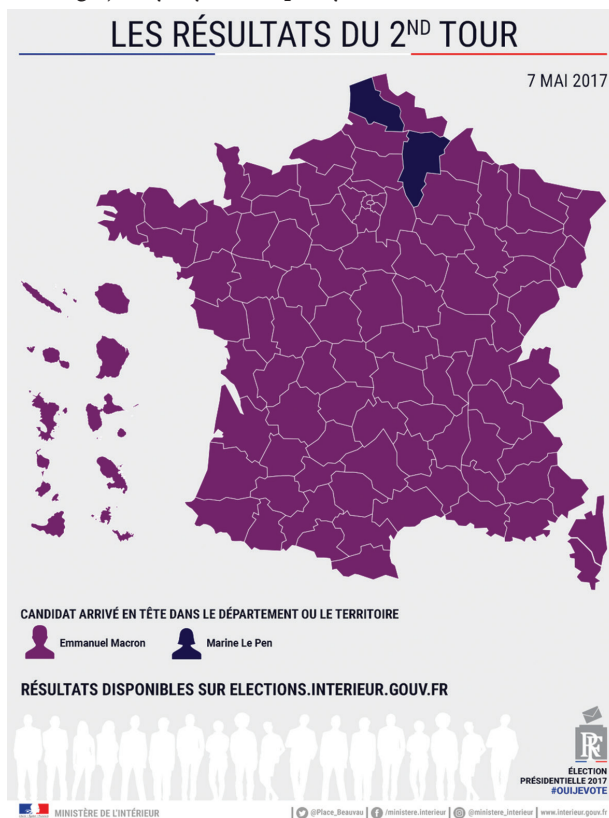 LES RÉSULTATS DU 2ND TOUR
7 MAI 2017
CANDIDAT ARRIVÉ EN TÊTE DANS LE DÉPARTEMENT OU LE TERRITOIRE
Emmanuel Macron
Marine Le Pen
RÉSULTATS DISPONIBLES SUR ELECTIONS.INTERIEUR.GOUV.FR
RF
ÉLECTION
PRÉSIDENTIELLE 2017
#OUIJEVOTE
MINISTÈRE DE L'INTÉRIEUR
@Place_Beauvau
/ministere.interieur
@ministere_interieur
www.interieur.gouv.fr